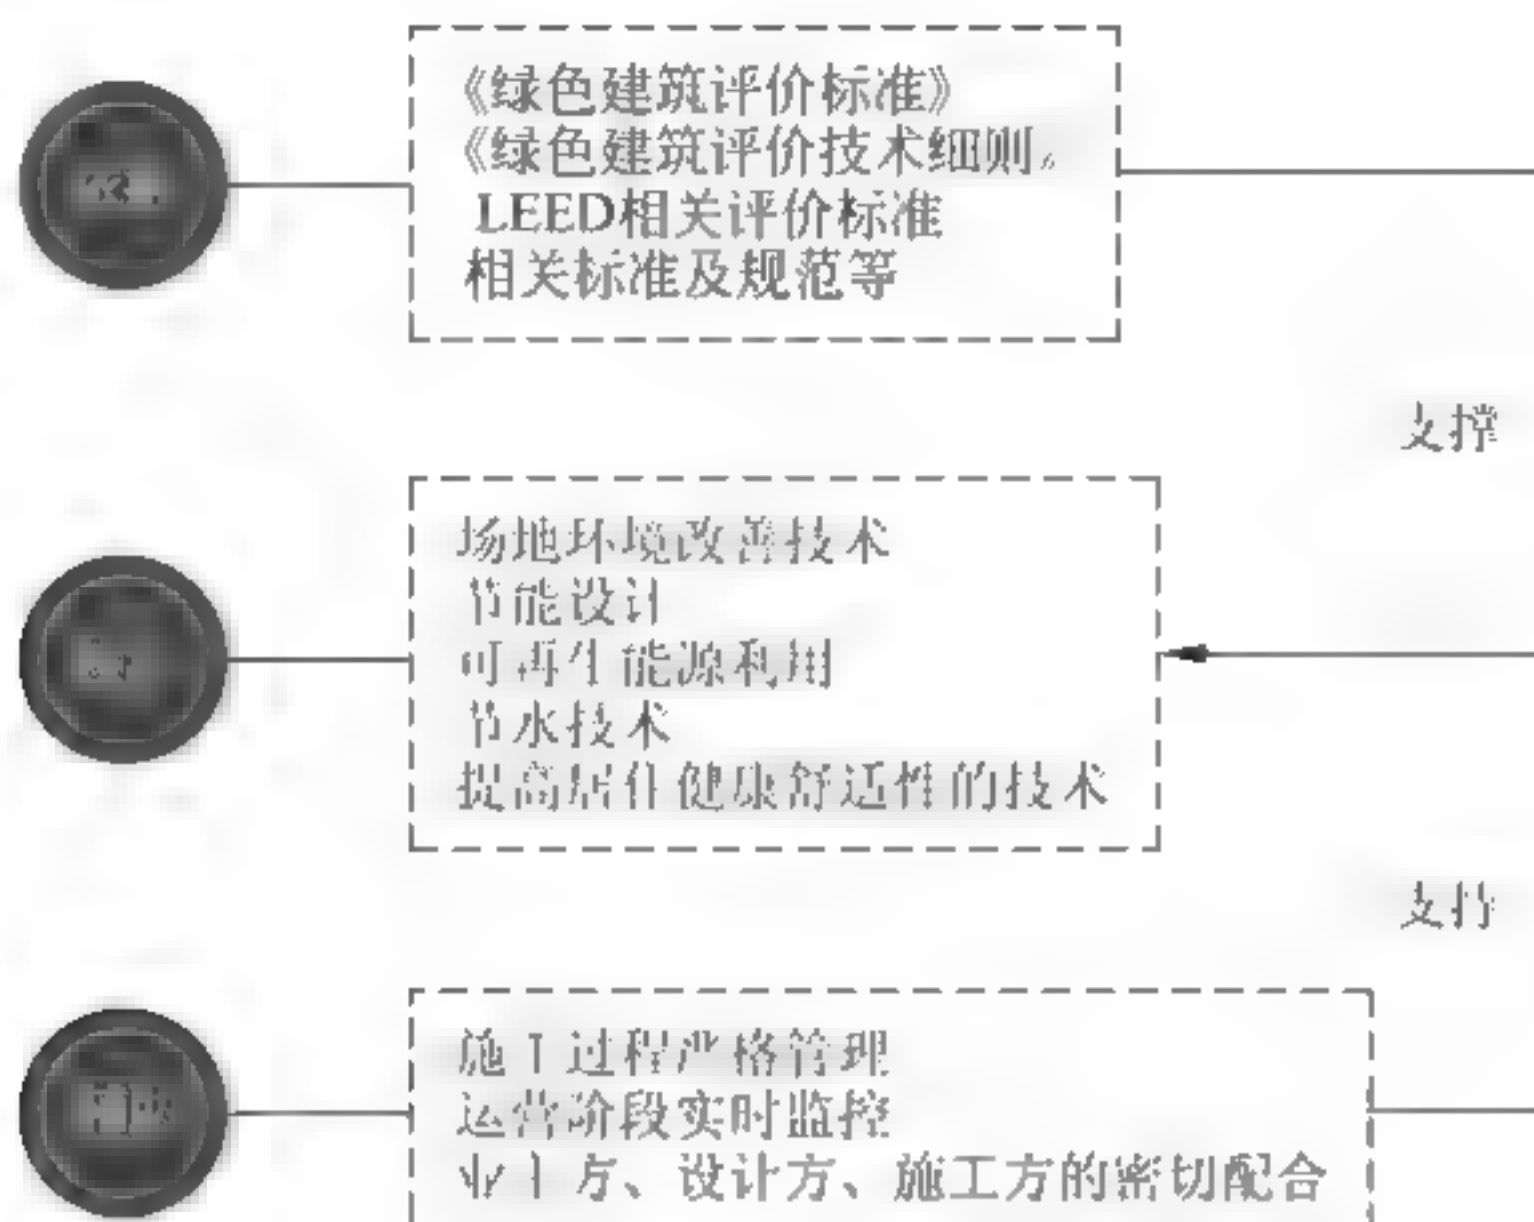 《绿色建筑评价标准》
《绿色建筑评价技术细则》
LEED相关评价标准
相关标准及规范等
支撑
场地环境改善技术
节能设计
可再生能源利用
节水技术
提高居住健康舒适性的技术
支撑
施工过程严格管理
运营阶段实时监控
业主方、设计方、施工方的密切配合